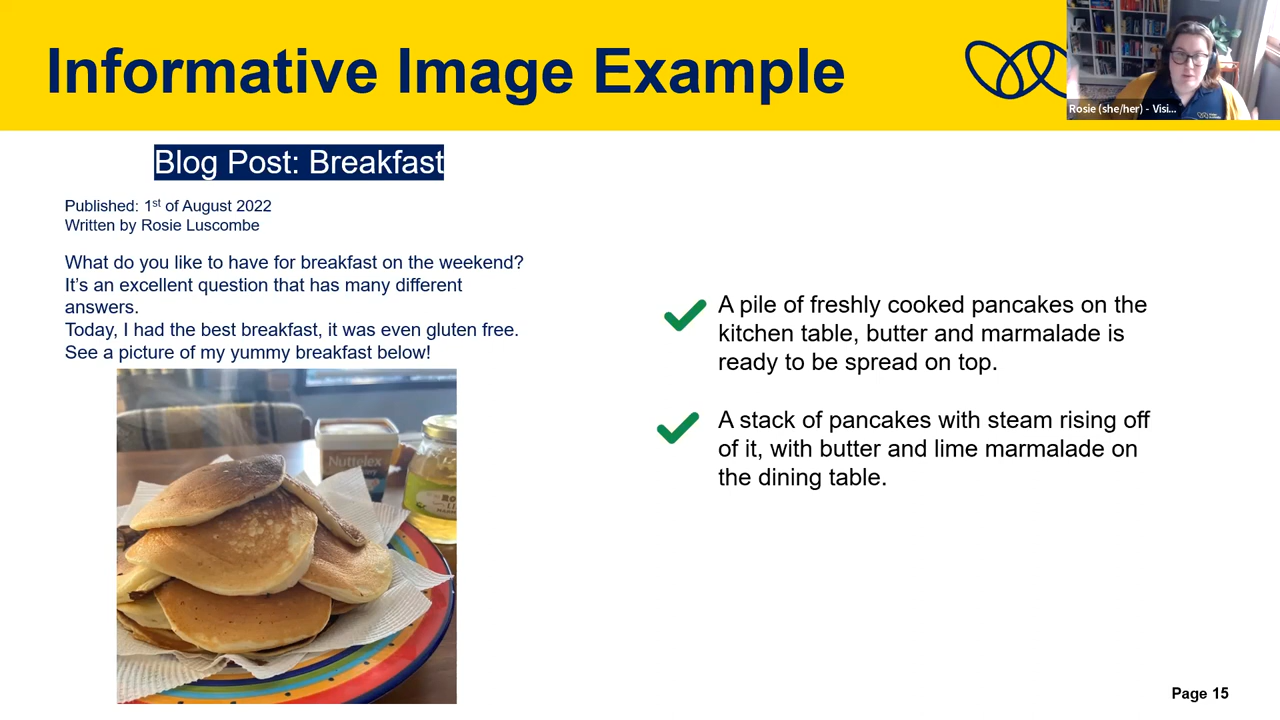 Informative Image Example
Rosie (she/her) - Visi...
Blog Post: Breakfast
Published: 1st of August 2022
Written by Rosie Luscombe
What do you like to have for breakfast on the weekend?
It’s an excellent question that has many different
answers.
Today, I had the best breakfast, it was even gluten free.
See a picture of my yummy breakfast below!
Nuttelex
A pile of freshly cooked pancakes on the
kitchen table, butter and marmalade is
ready to be spread on top.
A stack of pancakes with steam rising off
of it, with butter and lime marmalade on
the dining table.
Page 15